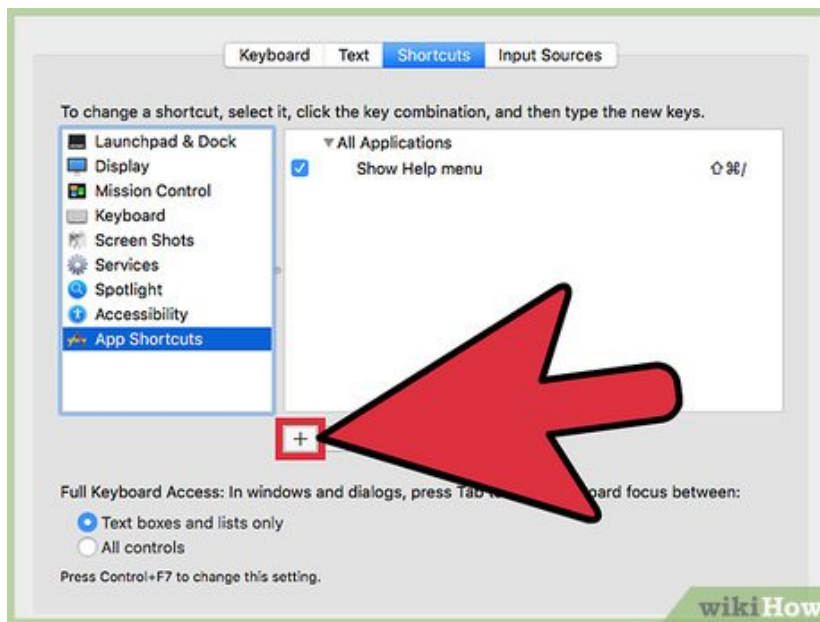 Keyboard Text Shortcuts Input Sources
To change a shortcut, select it, click the key combination, and then type the new keys.
Launchpad & Dock
Display
Mission Control
Keyboard
Screen Shots
Services
Spotlight
Accessibility
App Shortcuts
▼All Applications
Show Help menu ⇧⌘/
+
Full Keyboard Access: In windows and dialogs, press Tab focus between:
Text boxes and lists only
All controls
Press Control+F7 to change this setting.
wikiHow